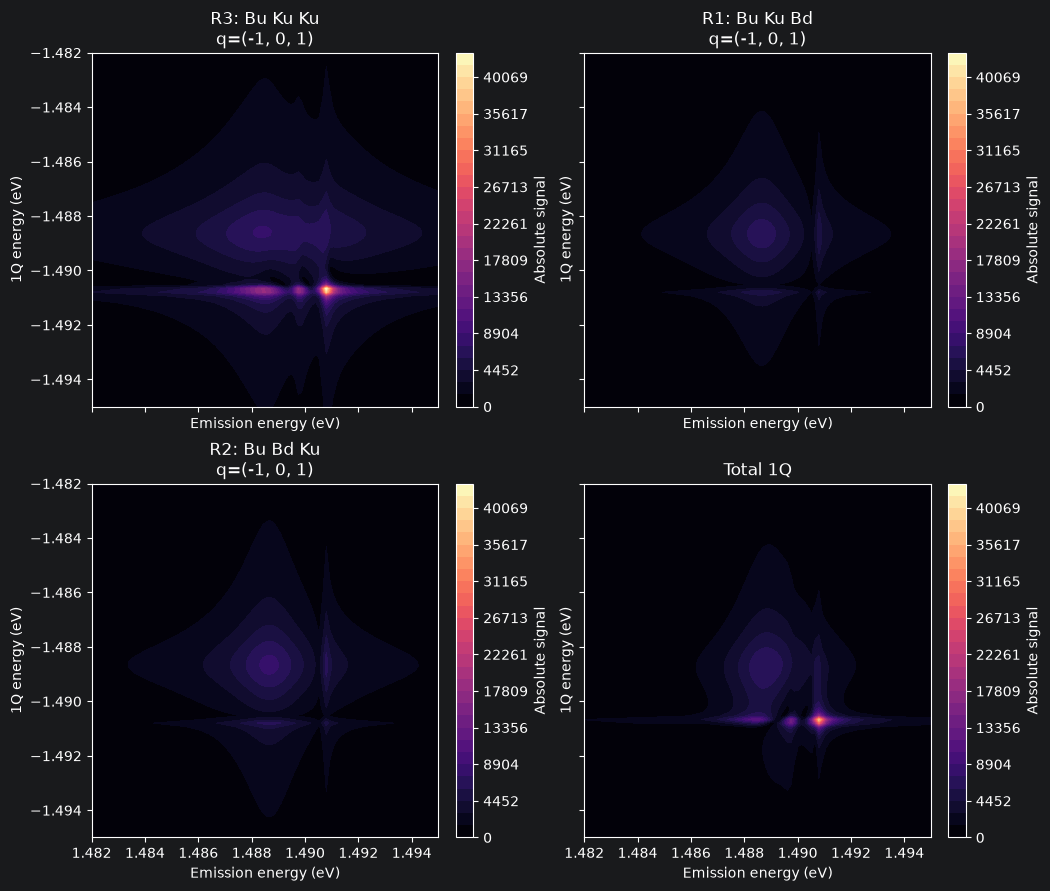 R3: Bu Ku Ku
q=(-1, 0, 1)
R1: Bu Ku Bd
q=(-1, 0, 1)
−1.482
−1.484
−1.486
−1.488
−1.490
−1.492
−1.494
1Q energy (eV)
Emission energy (eV)
40069
35617
31165
26713
22261
17809
13356
8904
4452
0
Absolute signal
1Q energy (eV)
Emission energy (eV)
40069
35617
31165
26713
22261
17809
13356
8904
4452
0
Absolute signal
R2: Bu Bd Ku
q=(-1, 0, 1)
Total 1Q
−1.482
−1.484
−1.486
−1.488
−1.490
−1.492
−1.494
1Q energy (eV)
1.482 1.484 1.486 1.488 1.490 1.492 1.494
Emission energy (eV)
40069
35617
31165
26713
22261
17809
13356
8904
4452
0
Absolute signal
1Q energy (eV)
1.482 1.484 1.486 1.488 1.490 1.492 1.494
Emission energy (eV)
40069
35617
31165
26713
22261
17809
13356
8904
4452
0
Absolute signal